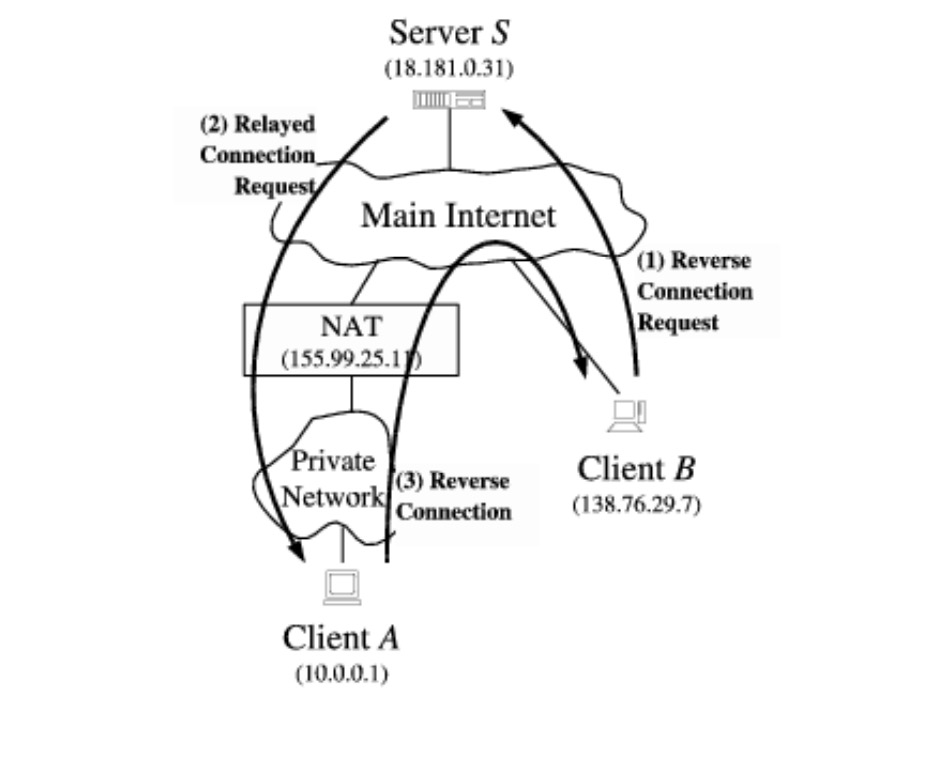 Server S
(18.181.0.31)
(2) Relayed
Connection
Request
Main Internet
(1) Reverse
Connection
Request
NAT
(155.99.25.11)
Private
Network
(3) Reverse
Connection
Client B
(138.76.29.7)
Client A
(10.0.0.1)